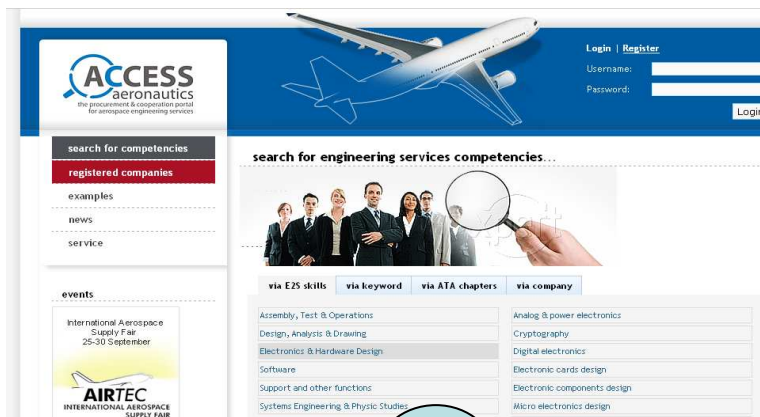 Login | Register
Username:
Password:
Login
ACCESS
aeronautics
the procurement & cooperation portal
for aerospace engineering services
search for competencies
registered companies
examples
news
service
search for engineering services competencies...
via E2S skills
via keyword
via ATA chapters
via company
Assembly, Test & Operations
Design, Analysis & Drawing
Electronics & Hardware Design
Software
Support and other functions
Systems Engineering & Physic Studies
Analog & power electronics
Cryptography
Digital electronics
Electronic cards design
Electronic components design
Micro electronics design
events
International Aerospace
Supply Fair
25-30 September
AIRTEC
INTERNATIONAL AEROSPACE
SUPPLY FAIR